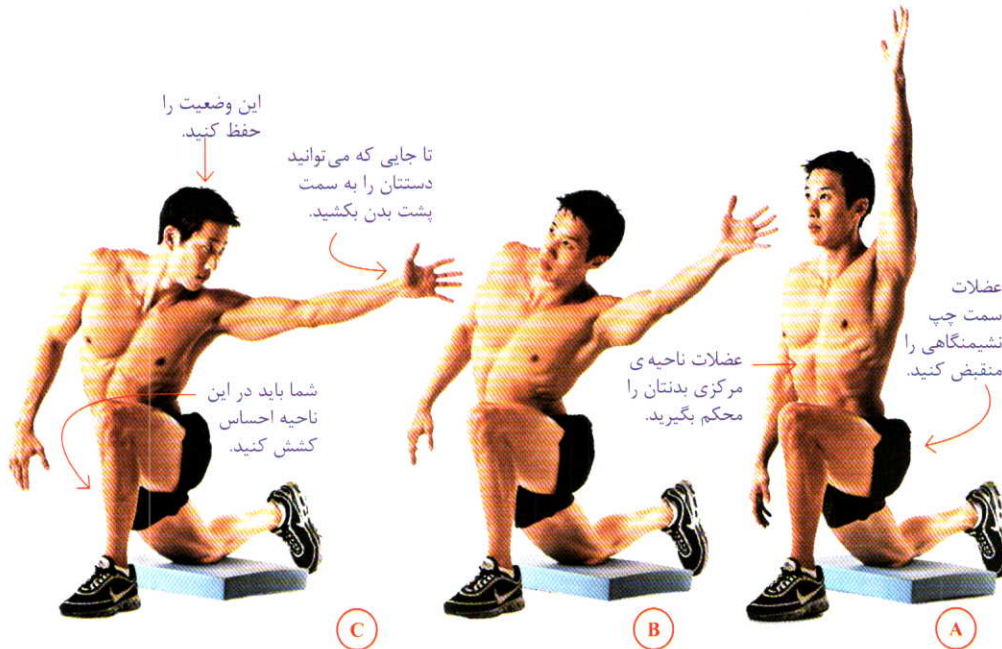 این وضعیت را
حفظ کنید.
تا جایی که می‌توانید
دستتان را به سمت
پشت بدن بکشید.
عضلات
سمت چپ
نشیمنگاهی را
منقبض کنید.
عضلات ناحیه ی
مرکزی بدنتان را
محکم بگیرید.
شما باید در این
ناحیه احساس
کشش کنید.
A
B
C